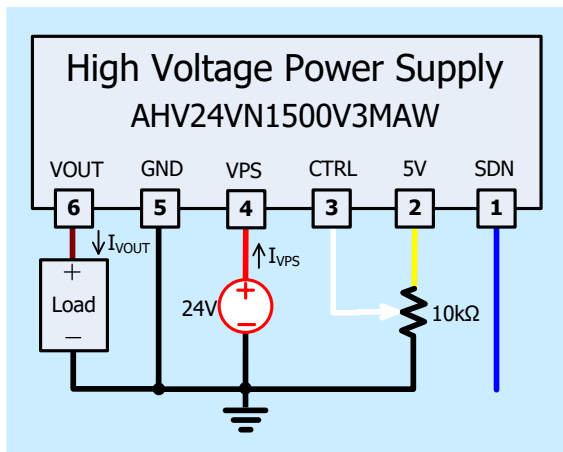 High Voltage Power Supply
AHV24VN1500V3MAW
VOUT GND VPS CTRL 5V SDN
6 5 4 3 2 1
↓IVOUT ↑IVPS
+ +
Load 24V 10kΩ
− −